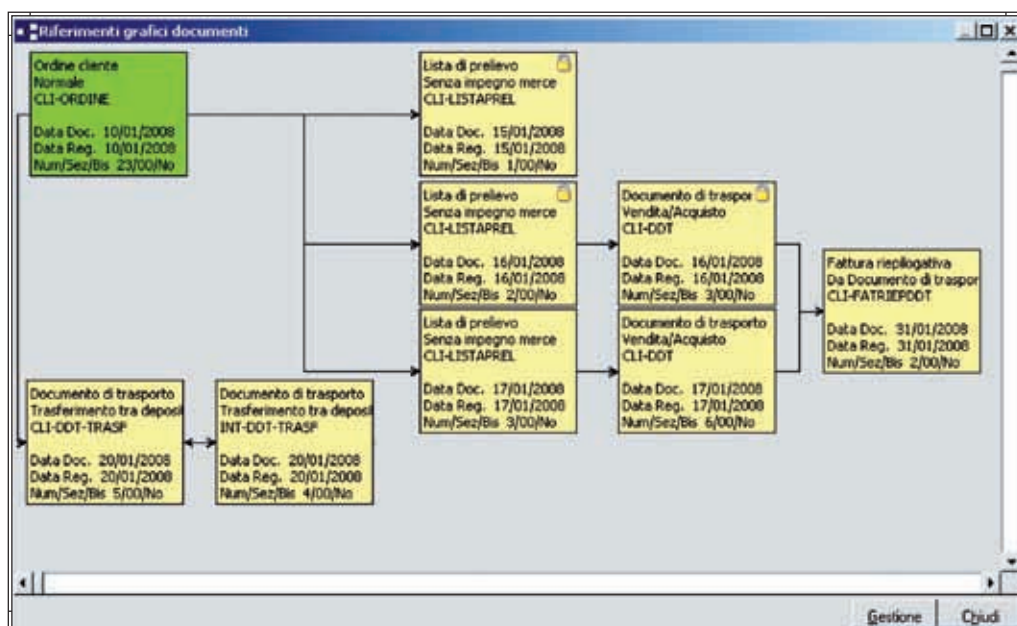 Riferimenti grafici documenti
Ordine cliente
Normale
CLI-ORDINE
Data Doc. 10/01/2008
Data Reg. 10/01/2008
Num/Sez/Bis 23/00/No
Lista di prelievo
Senza impegno merce
CLI-LISTAPREL
Data Doc. 15/01/2008
Data Reg. 15/01/2008
Num/Sez/Bis 1/00/No
Lista di prelievo
Senza impegno merce
CLI-LISTAPREL
Data Doc. 16/01/2008
Data Reg. 16/01/2008
Num/Sez/Bis 2/00/No
Documento di traspor
Vendita/Acquisto
CLI-DDT
Data Doc. 16/01/2008
Data Reg. 16/01/2008
Num/Sez/Bis 3/00/No
Fattura riepilogativa
Da Documento di traspor
CLI-FATRIEPDDT
Data Doc. 31/01/2008
Data Reg. 31/01/2008
Num/Sez/Bis 2/00/No
Lista di prelievo
Senza impegno merce
CLI-LISTAPREL
Data Doc. 17/01/2008
Data Reg. 17/01/2008
Num/Sez/Bis 3/00/No
Documento di trasporto
Vendita/Acquisto
CLI-DDT
Data Doc. 17/01/2008
Data Reg. 17/01/2008
Num/Sez/Bis 6/00/No
Documento di trasporto
Trasferimento tra deposi
CLI-DDT-TRASF
Data Doc. 20/01/2008
Data Reg. 20/01/2008
Num/Sez/Bis 5/00/No
Documento di trasporto
Trasferimento tra deposi
INT-DDT-TRASF
Data Doc. 20/01/2008
Data Reg. 20/01/2008
Num/Sez/Bis 4/00/No
Gestione
Chiudi